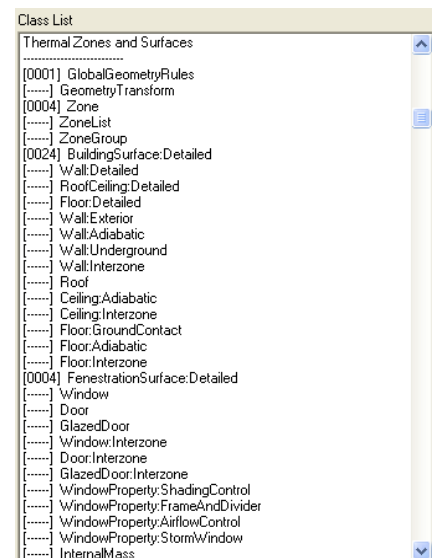 Class List
Thermal Zones and Surfaces
-------------------------
[0001] GlobalGeometryRules
[------] GeometryTransform
[0004] Zone
[------] ZoneList
[------] ZoneGroup
[0024] BuildingSurface:Detailed
[------] Wall:Detailed
[------] RoofCeiling:Detailed
[------] Floor:Detailed
[------] Wall:Exterior
[------] Wall:Adiabatic
[------] Wall:Underground
[------] Wall:Interzone
[------] Roof
[------] Ceiling:Adiabatic
[------] Ceiling:Interzone
[------] Floor:GroundContact
[------] Floor:Adiabatic
[------] Floor:Interzone
[0004] FenestrationSurface:Detailed
[------] Window
[------] Door
[------] GlazedDoor
[------] Window:Interzone
[------] Door:Interzone
[------] GlazedDoor:Interzone
[------] WindowProperty:ShadingControl
[------] WindowProperty:FrameAndDivider
[------] WindowProperty:AirflowControl
[------] WindowProperty:StormWindow
[------] InternalMass